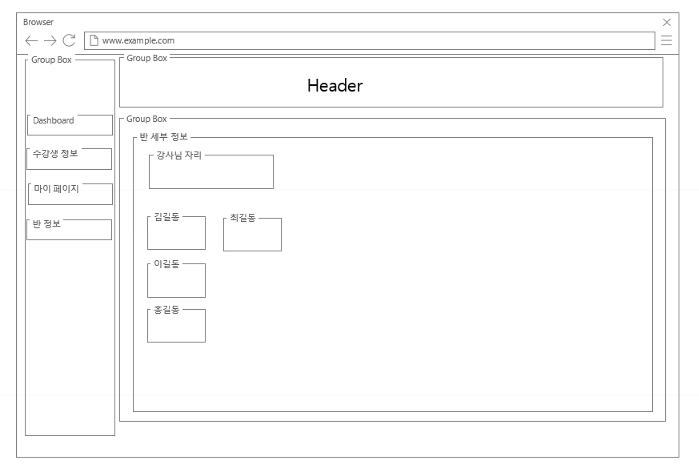 Browser
www.example.com
Group Box
Dashboard
수강생 정보
마이 페이지
반 정보
Group Box
Header
Group Box
반 세부 정보
강사님 자리
김길동
최길동
이길동
홍길동